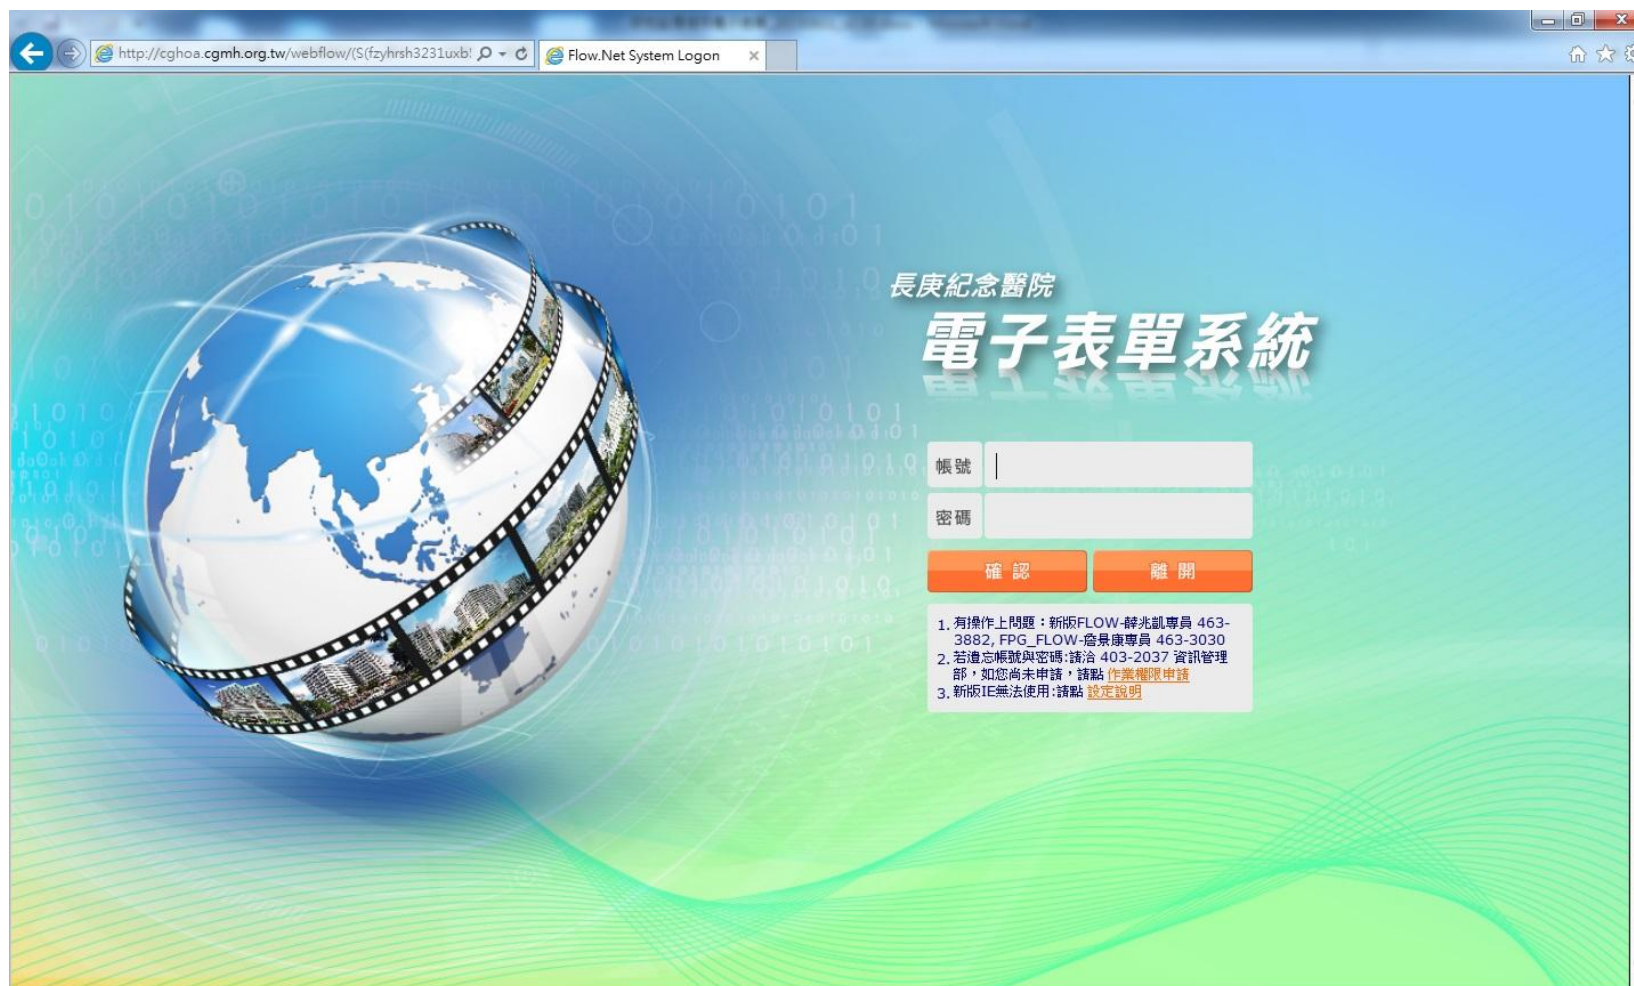 http://cghoa.cgmh.org.tw/webflow/(S(fzyhrsh3231uxb!
Flow.Net System Logon
長庚紀念醫院
電子表單系統
帳號
密碼
確認
離開
1. 有操作上問題：新版FLOW-薛兆凱專員 463-
3882, FPG_FLOW-詹景康專員 463-3030
2. 若遺忘帳號與密碼:請洽 403-2037 資訊管理
部，如您尚未申請，請點 作業權限申請
3. 新版IE無法使用:請點 設定說明